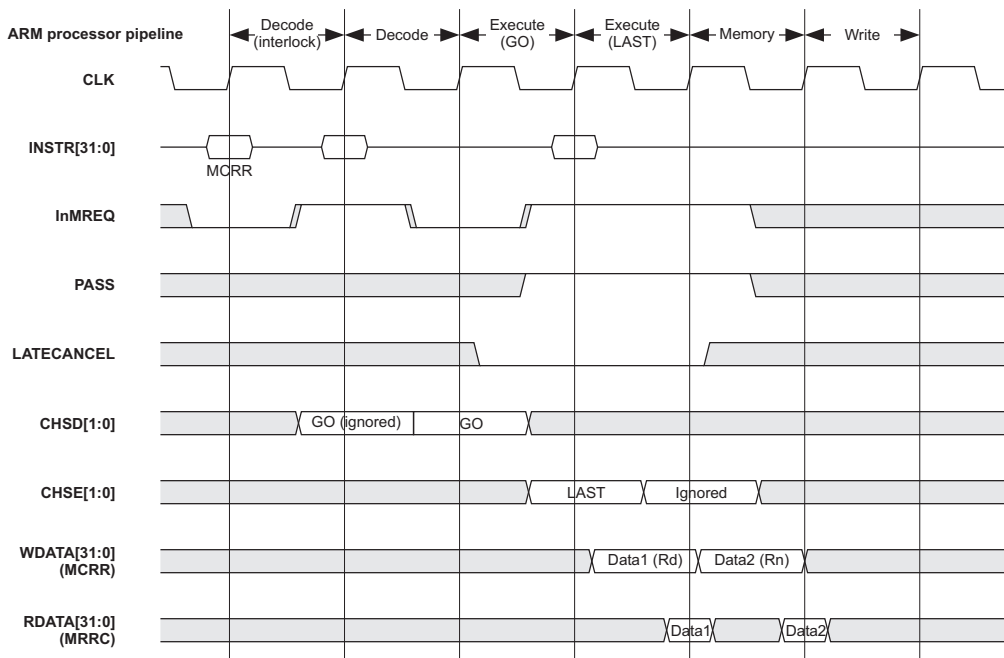 ARM processor pipeline
Decode
(interlock)
Decode
Execute
(GO)
Execute
(LAST)
Memory
Write
CLK
INSTR[31:0]
MCRR
InMREQ
PASS
LATECANCEL
CHSD[1:0]
GO (ignored)
GO
CHSE[1:0]
LAST
Ignored
WDATA[31:0]
(MCRR)
Data1 (Rd)
Data2 (Rn)
RDATA[31:0]
(MRRC)
Data1
Data2